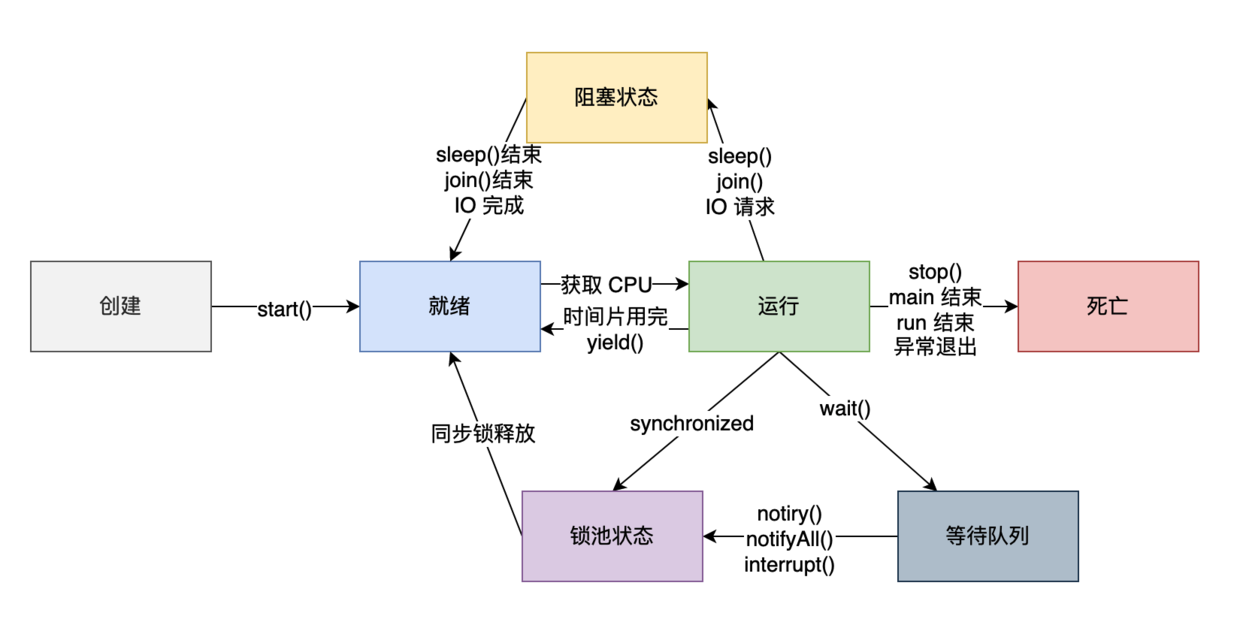 阻塞状态
sleep()结束
join()结束
IO 完成
sleep()
join()
IO 请求
创建
start()
就绪
获取 CPU
时间片用完
yield()
运行
stop()
main 结束
run 结束
异常退出
死亡
同步锁释放
synchronized
wait()
锁池状态
notiry()
notifyAll()
interrupt()
等待队列